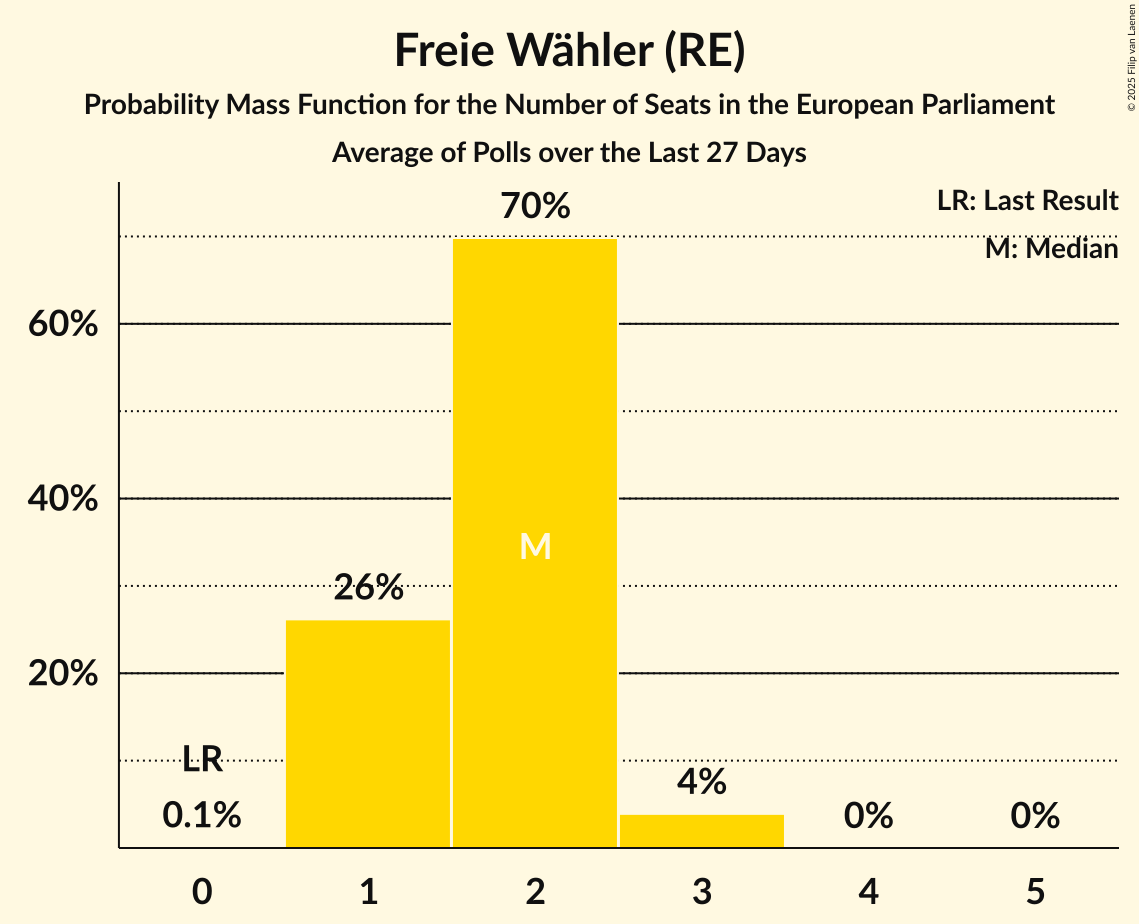 Freie Wähler (RE)
Probability Mass Function for the Number of Seats in the European Parliament
Average of Polls over the Last 27 Days
© 2025 Filip van Laenen
LR: Last Result
M: Median
70%
60%
40%
M
26%
20%
LR
0.1%
4%
0%
0%
0
1
2
3
4
5